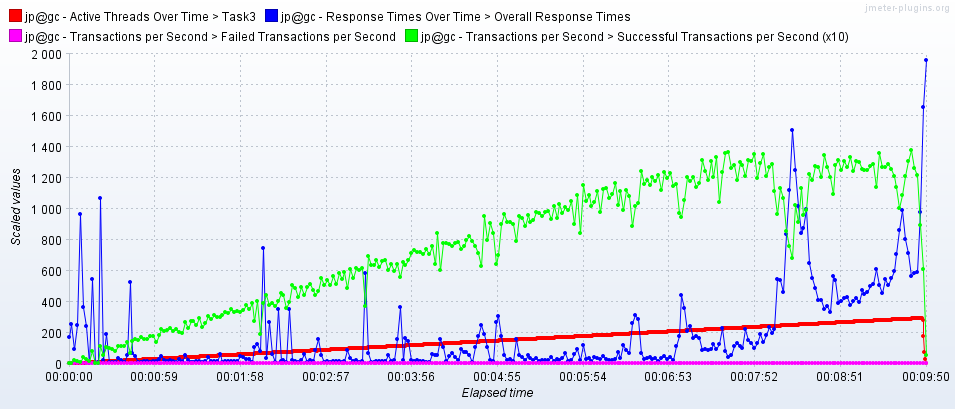 jmeter-plugins.org
jp@gc - Active Threads Over Time > Task3 jp@gc - Response Times Over Time > Overall Response Times
jp@gc - Transactions per Second > Failed Transactions per Second jp@gc - Transactions per Second > Successful Transactions per Second (x10)
2 000
1 800
1 600
1 400
1 200
1 000
800
600
400
200
0
Scaled values
00:00:00 00:00:59 00:01:58 00:02:57 00:03:56 00:04:55 00:05:54 00:06:53 00:07:52 00:08:51 00:09:50
Elapsed time